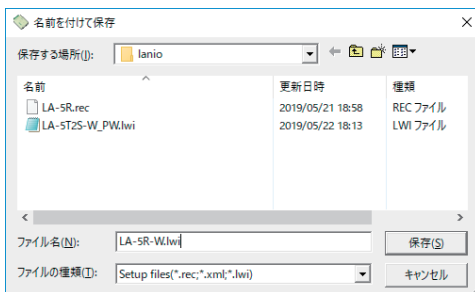 名前を付けて保存
保存する場所(I): lanio
名前 更新日時 種類
LA-5R.rec 2019/05/21 18:58 REC ファイル
LA-5T2S-W_PW.lwi 2019/05/22 18:13 LWI ファイル
ファイル名(N): LA-5R-W.lwi 保存(S)
ファイルの種類(T): Setup files(*.rec;*.xml;*.lwi) キャンセル